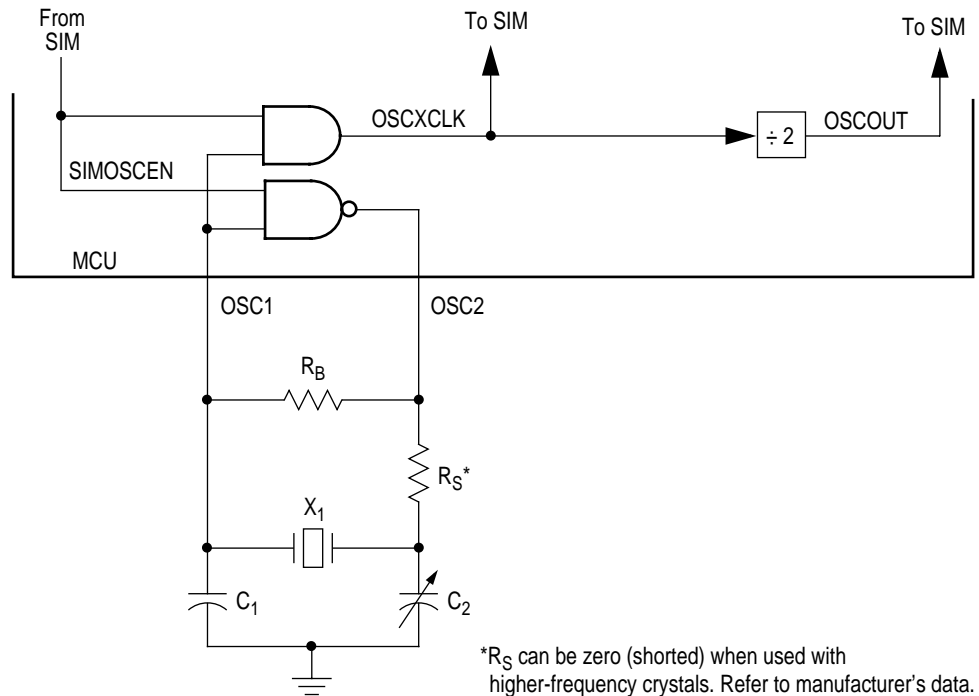 From
SIM
To SIM
To SIM
OSCXCLK
÷ 2
OSCOUT
SIMOSCEN
MCU
OSC1
OSC2
R_B
R_S*
X_1
C_1
C_2
*R_S can be zero (shorted) when used with
higher-frequency crystals. Refer to manufacturer's data.